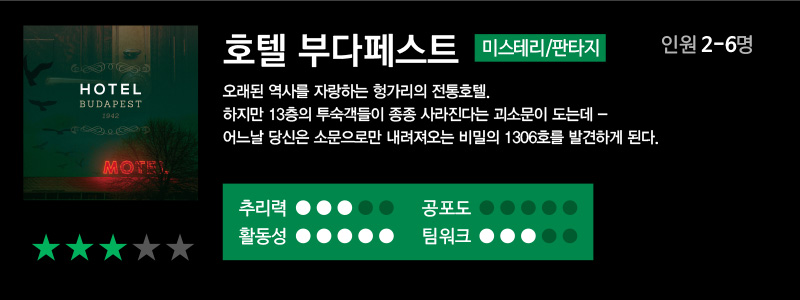 호텔 부다페스트 미스테리/판타지 인원 2-6명
HOTEL
BUDAPEST
1942
MOTEL
오래된 역사를 자랑하는 헝가리의 전통호텔.
하지만 13층의 투숙객들이 종종 사라진다는 괴소문이 도는데 –
어느날 당신은 소문으로만 내려져오는 비밀의 1306호를 발견하게 된다.
추리력 공포도
활동성 팀워크